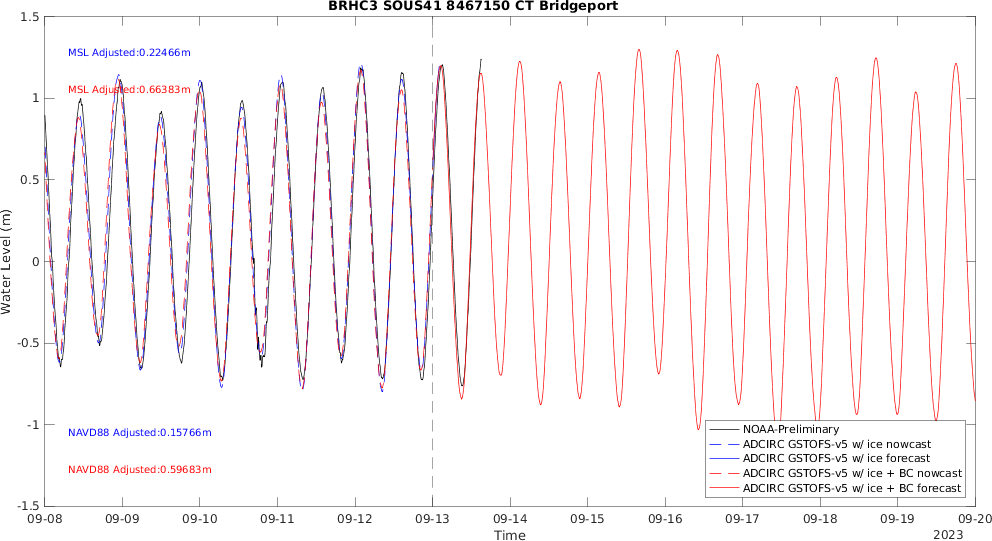 BRHC3 SOUS41 8467150 CT Bridgeport
1.5
1
0.5
0
-0.5
-1
-1.5
Water Level (m)
MSL Adjusted:0.22466m
MSL Adjusted:0.66383m
NAVD88 Adjusted:0.15766m
NAVD88 Adjusted:0.59683m
NOAA-Preliminary
ADCIRC GSTOFS-v5 w/ ice nowcast
ADCIRC GSTOFS-v5 w/ ice forecast
ADCIRC GSTOFS-v5 w/ ice + BC nowcast
ADCIRC GSTOFS-v5 w/ ice + BC forecast
09-08 09-09 09-10 09-11 09-12 09-13 09-14 09-15 09-16 09-17 09-18 09-19 09-20
Time
2023